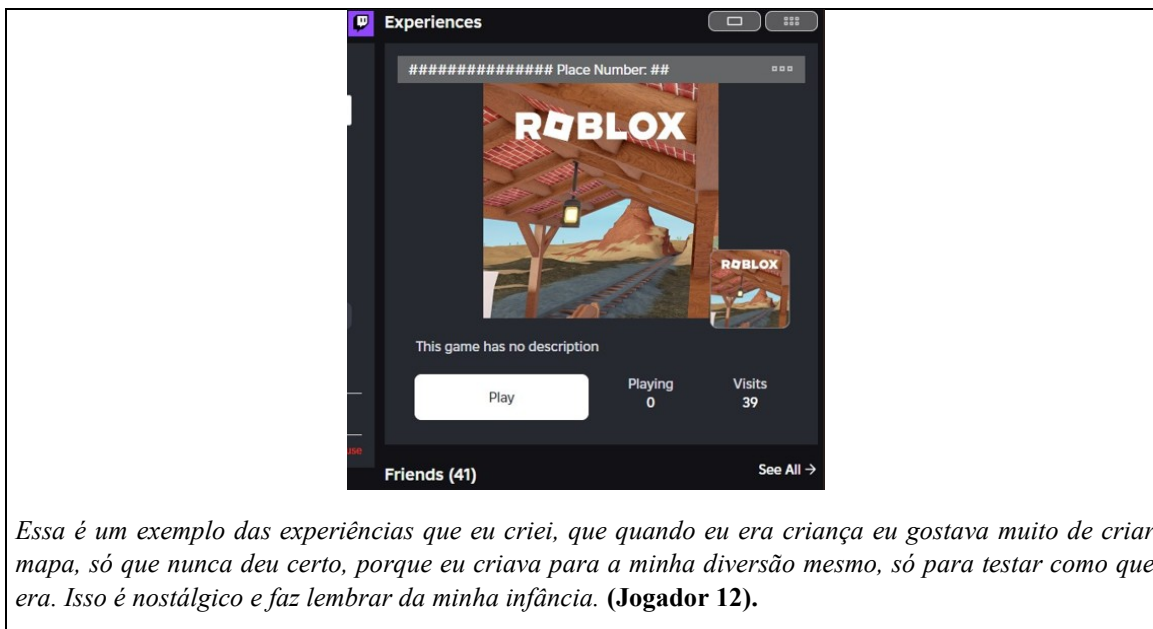 Experiences
############### Place Number: ##
ROBLOX
ROBLOX
This game has no description
Play
Playing
0
Visits
39
use
Friends (41)
See All →
Essa é um exemplo das experiências que eu criei, que quando eu era criança eu gostava muito de criar
mapa, só que nunca deu certo, porque eu criava para a minha diversão mesmo, só para testar como que
era. Isso é nostálgico e faz lembrar da minha infância. (Jogador 12).